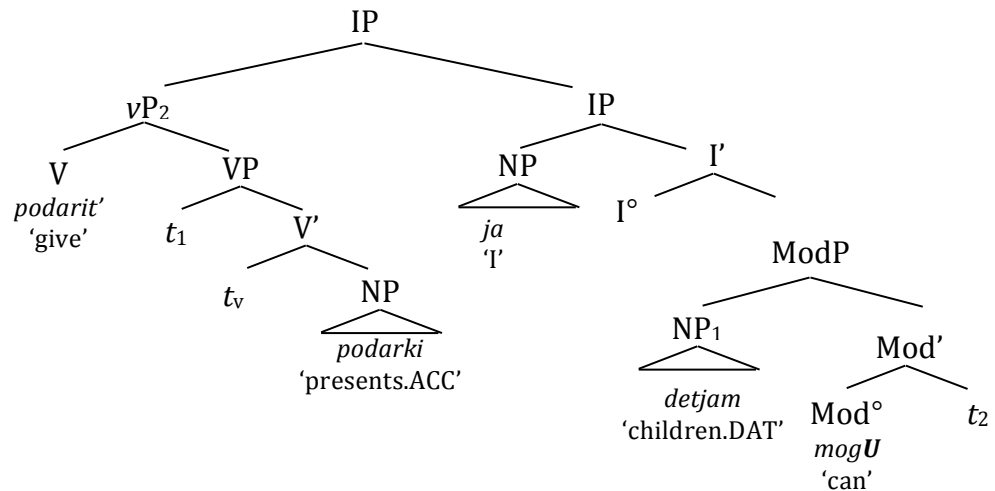 IP
vP2 IP
V VP NP I’
podarit’ t1 V’ ja I°
‘give’ ‘I’
ModP
tv NP NP1 Mod’
podarki detjam Mod° t2
‘presents.ACC’ ‘children.DAT’ mogU
‘can’